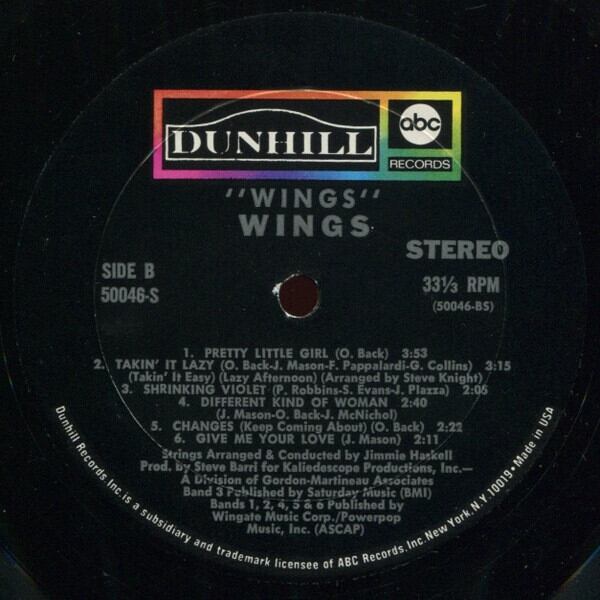 DUNHILL
abc
RECORDS
"WINGS"
WINGS
STEREO
SIDE B
50046-S
33⅓ RPM
(50046-BS)
1. PRETTY LITTLE GIRL (O. Back) 3:53
2. TAKIN' IT LAZY (O. Back-J. Mason-F. Pappalardi-G. Collins) 3:15
(Takin' It Easy) (Lazy Afternoon) (Arranged by Steve Knight)
3. SHRINKING VIOLET (P. Robbins-S. Evans-J. Plazza) 2:05
4. DIFFERENT KIND OF WOMAN 2:40
(J. Mason-O. Back-J. McNichol)
5. CHANGES (Keep Coming About) (O. Back) 2:22
6. GIVE ME YOUR LOVE (J. Mason) 2:11
Strings Arranged & Conducted by Jimmie Haskell
Prod. by Steve Barri for Kaliedescope Productions, Inc.—
A Division of Gordon-Martineau Associates
Band 3 Published by Saturday Music (BMI)
Bands 1, 2, 4, 5 & 6 Published by
Wingate Music Corp./Powerpop
Music, Inc. (ASCAP)
Dunhill Records Inc. is a subsidiary and trademark licensee of ABC Records, Inc. New York, N.Y. 10019 • Made in USA